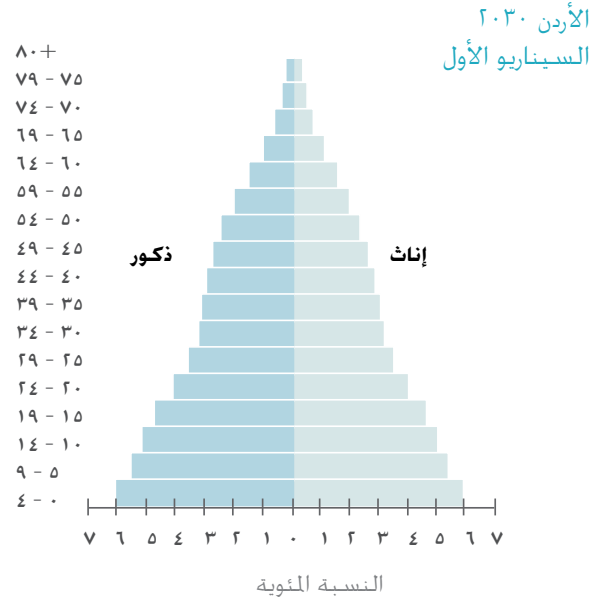 الأردن ٢٠٣٠
السيناريو الأول
٨٠+
٧٥ - ٧٩
٧٠ - ٧٤
٦٥ - ٦٩
٦٠ - ٦٤
٥٥ - ٥٩
٥٠ - ٥٤
٤٥ - ٤٩
٤٠ - ٤٤
٣٥ - ٣٩
٣٠ - ٣٤
٢٥ - ٢٩
٢٠ - ٢٤
١٥ - ١٩
١٠ - ١٤
٥ - ٩
٠ - ٤
ذكور
إناث
٧ ٦ ٥ ٤ ٣ ٢ ١ ٠ ١ ٢ ٣ ٤ ٥ ٦ ٧
النسبة المئوية